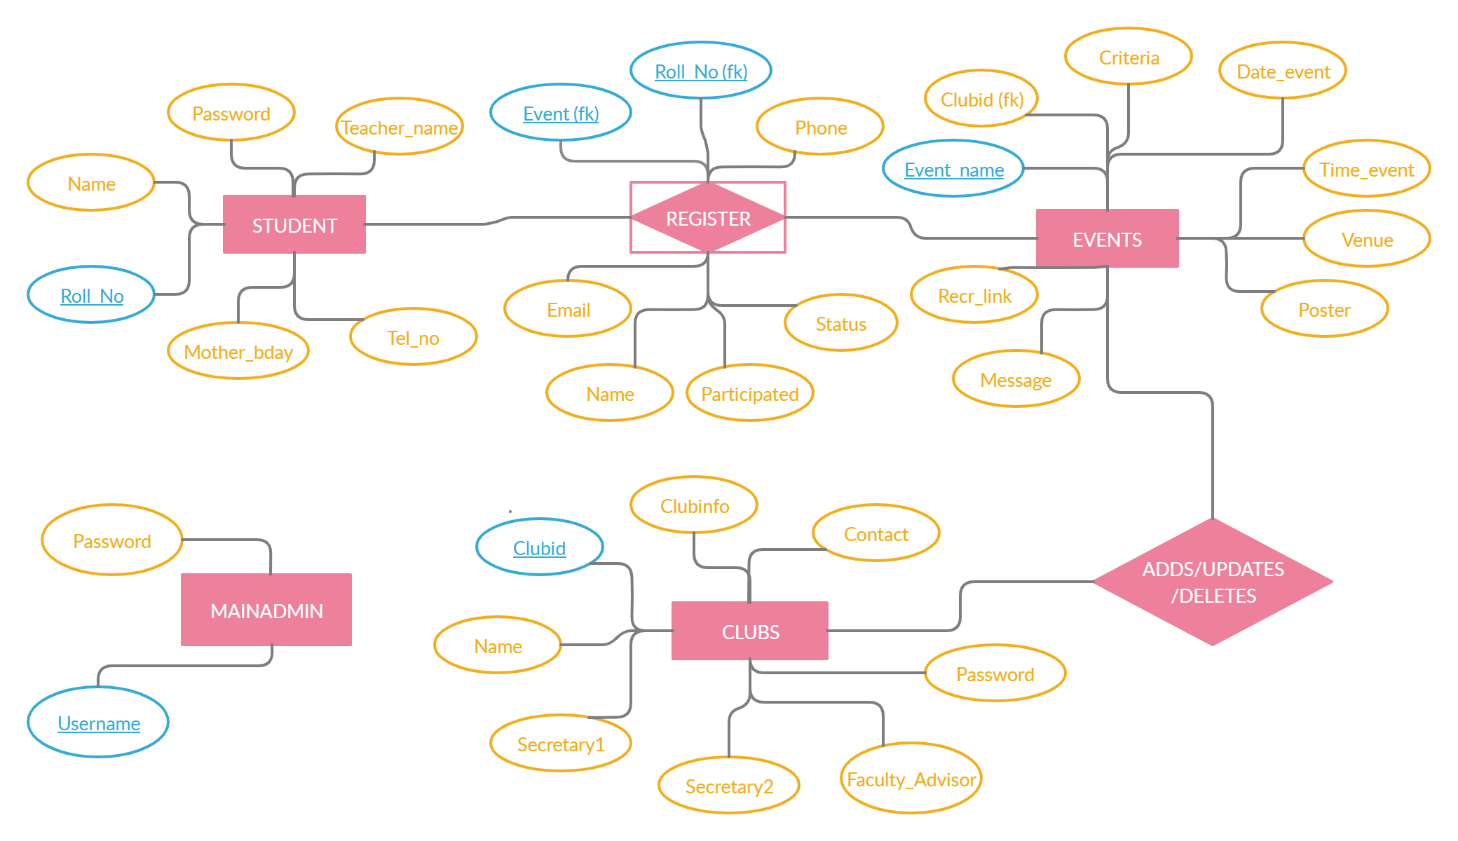 Criteria
Roll_No (fk)
Date_event
Clubid (fk)
Password
Event (fk)
Teacher_name
Phone
Event_name
Time_event
Name
STUDENT
REGISTER
EVENTS
Venue
Roll_No
Recr_link
Email
Poster
Status
Tel_no
Mother_bday
Message
Name
Participated
Clubinfo
Contact
Password
Clubid
ADDS/UPDATES
/DELETES
MAINADMIN
CLUBS
Name
Password
Username
Secretary1
Faculty_Advisor
Secretary2